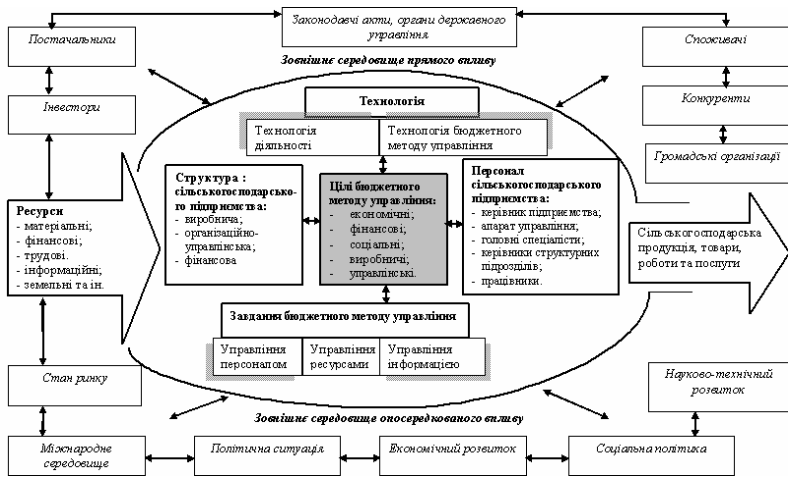 Законодавчі акти, органи державного
управління
Постачальники
Споживачі
Зовнішнє середовище прямого впливу
Інвестори
Конкуренти
Громадські організації
Технологія
Технологія
діяльності
Технологія бюджетного
методу управління
Ресурси
- матеріальні;
- фінансові;
- трудові.
- інформаційні;
- земельні та ін.
Структура :
сільськогосподарсько-
го підприємства:
- виробнича;
- організаційно-
управлінська;
- фінансова
Цілі бюджетного
методу управління:
- економічні;
- фінансові;
- соціальні;
- виробничі;
- управлінські.
Персонал
сільськогосподарського
підприємства:
- керівник підприємства;
- апарат управління;
- головні спеціалісти;
- керівники структурних
підрозділів;
- працівники.
Сільськогосподарська
продукція, товари,
роботи та послуги
Завдання бюджетного методу управління
Управління
персоналом
Управління
ресурсами
Управління
інформацією
Стан ринку
Науково-технічний
розвиток
Зовнішнє середовище опосередкованого впливу
Міжнародне
середовище
Політична ситуація
Економічний розвиток
Соціальна політика